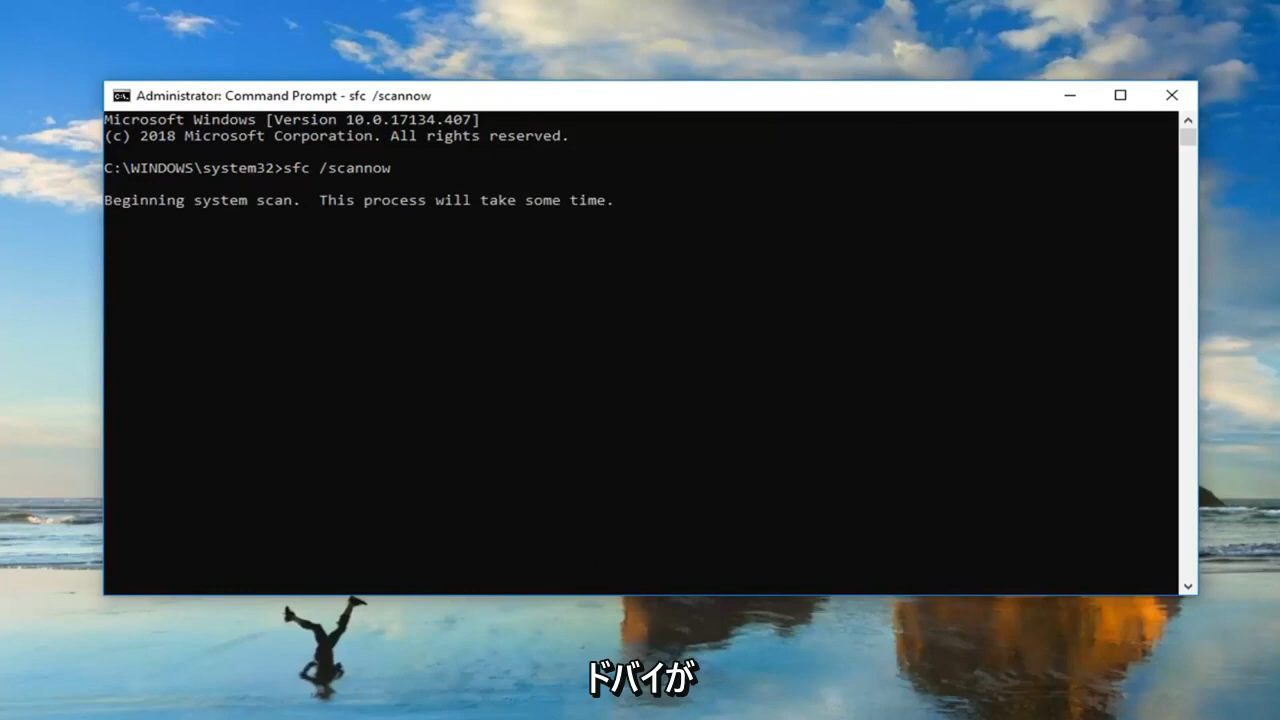 Administrator: Command Prompt - sfc  /scannow
Microsoft Windows [Version 10.0.17134.407]
(c) 2018 Microsoft Corporation. All rights reserved.
C:\WINDOWS\system32>sfc /scannow
Beginning system scan.  This process will take some time.
ドバイが